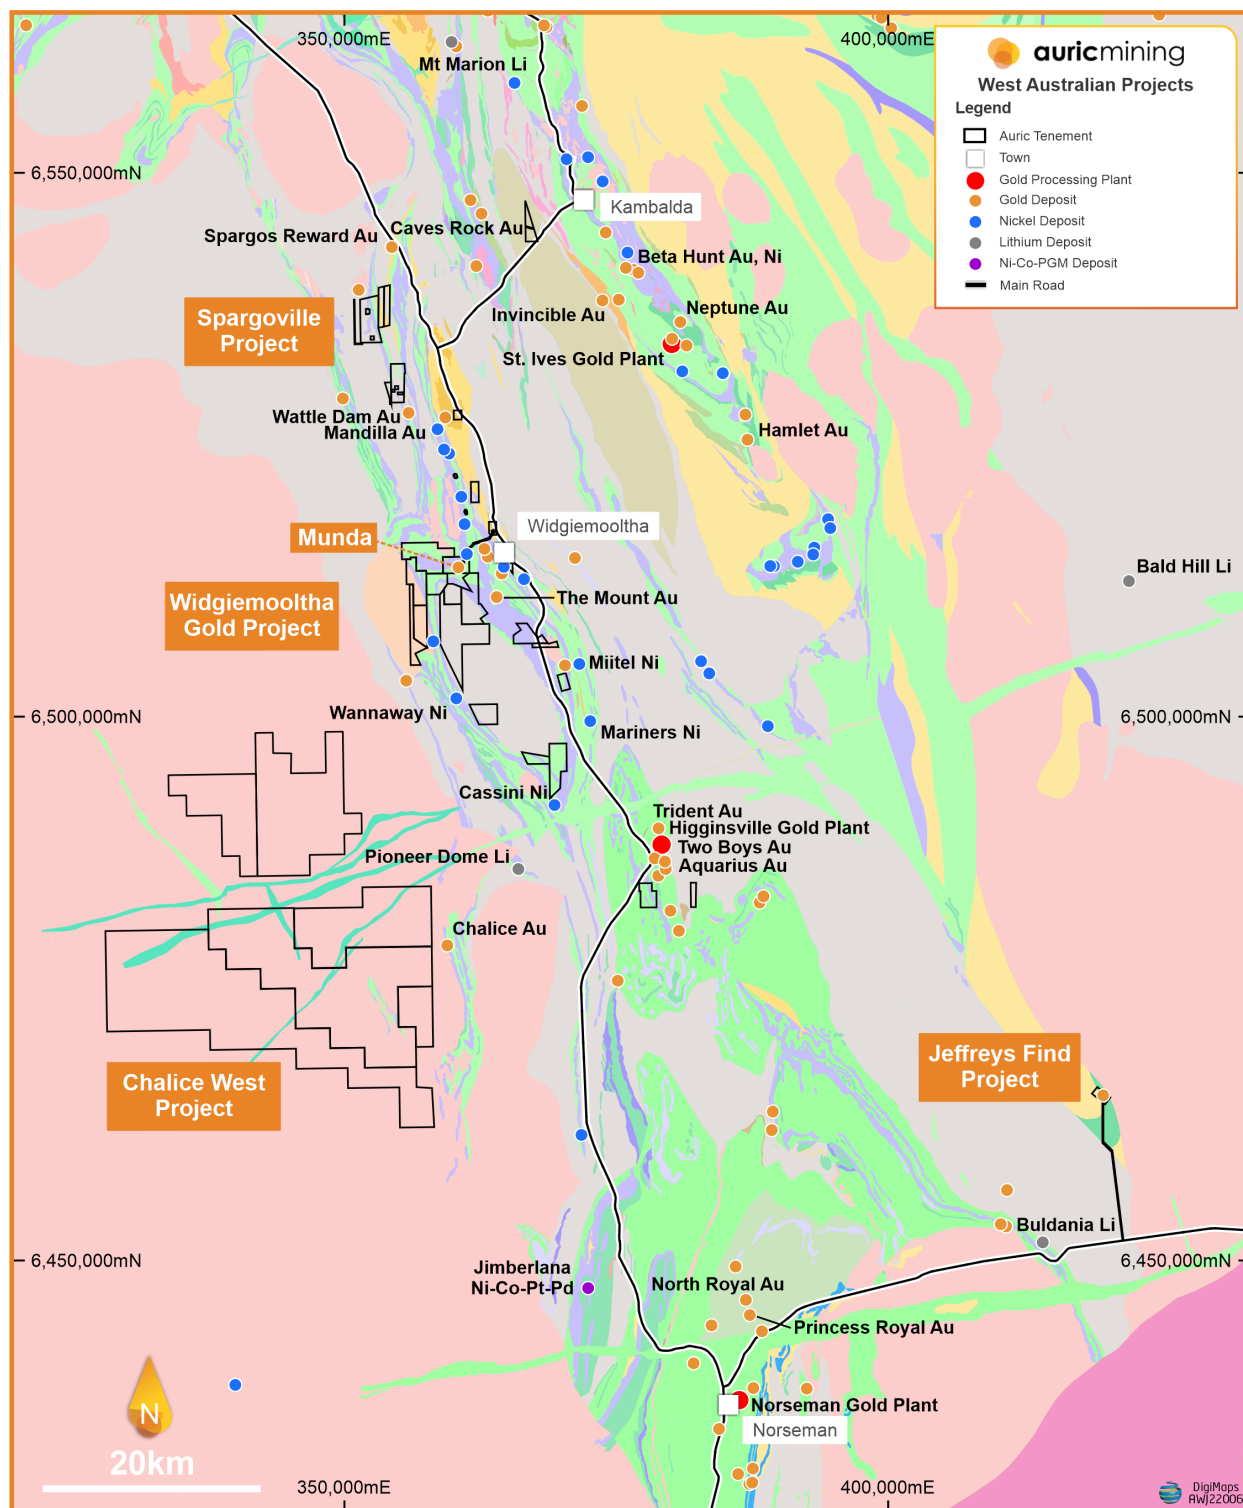 350,000mE
400,000mE
auricmining
West Australian Projects
Legend
Auric Tenement
Town
Gold Processing Plant
Gold Deposit
Nickel Deposit
Lithium Deposit
Ni-Co-PGM Deposit
Main Road
Mt Marion Li
6,550,000mN
Kambalda
Caves Rock Au
Spargos Reward Au
Beta Hunt Au, Ni
Spargoville
Project
Neptune Au
Invincible Au
St. Ives Gold Plant
Wattle Dam Au
Mandilla Au
Hamlet Au
Widgiemooltha
Munda
Bald Hill Li
Widgiemooltha
Gold Project
The Mount Au
Miitel Ni
Wannaway Ni
6,500,000mN
6,500,000mN
Mariners Ni
Cassini Ni
Trident Au
Higginsville Gold Plant
Two Boys Au
Pioneer Dome Li
Aquarius Au
Chalice Au
Jeffreys Find
Project
Chalice West
Project
Buldania Li
6,450,000mN
6,450,000mN
Jimberlana
Ni-Co-Pt-Pd
North Royal Au
Princess Royal Au
N
Norseman Gold Plant
Norseman
20km
350,000mE
400,000mE
DigiMaps
AWJ22006